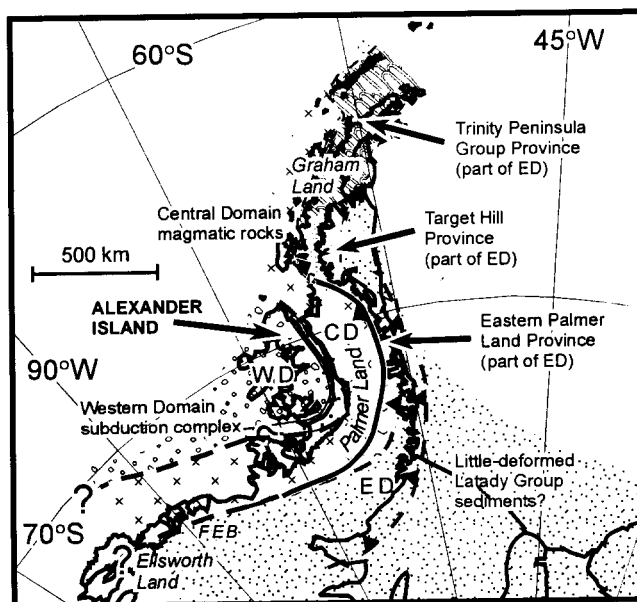 60°S
45°W
Trinity Peninsula
Group Province
(part of ED)
Graham
Land
Central Domain
magmatic rocks
Target Hill
Province
(part of ED)
500 km
ALEXANDER
ISLAND
CD
Eastern Palmer
Land Province
(part of ED)
90°W
WD
Palmer Land
Western Domain
subduction complex
Little-deformed
Latady Group
sediments?
ED
?
70°S
FEB
?
Ellsworth
Land